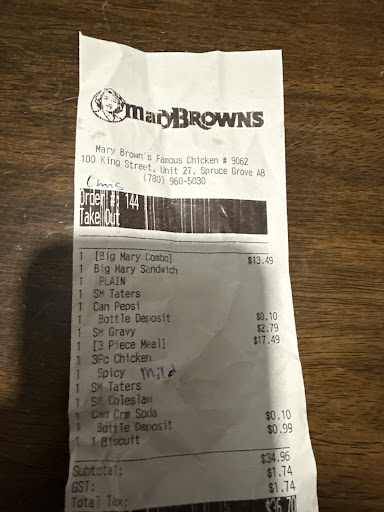 MaryBROWN'S
Mary Brown's Famous Chicken # 9062
100 King Street, Unit 27, Spruce Grove AB
(780) 960-5030
Chris
Order #: 144
Take Out
1 [Big Mary Combo] $13.49
1 Big Mary Sandwich
1 PLAIN
1 SM Taters
1 Can Pepsi
1 Bottle Deposit $0.10
1 SM Gravy $2.79
1 [3 Piece Meal] $17.49
1 3Pc Chicken
1 Spicy Mild
1 SM Taters
1 SM Coleslaw
1 Can Crm Soda
1 Bottle Deposit $0.10
1 1 Biscuit $0.99
Subtotal: $34.96
GST: $1.74
Total Tax: $1.74
$36.70